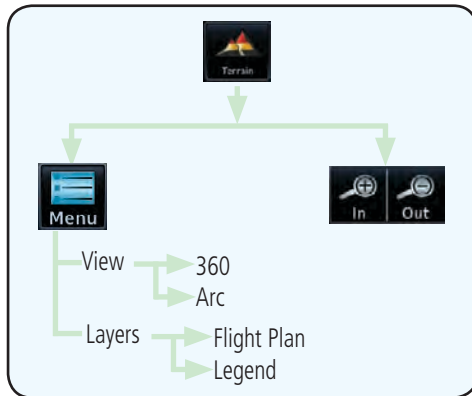 Terrain
Menu
In Out
View
360
Arc
Layers
Flight Plan
Legend